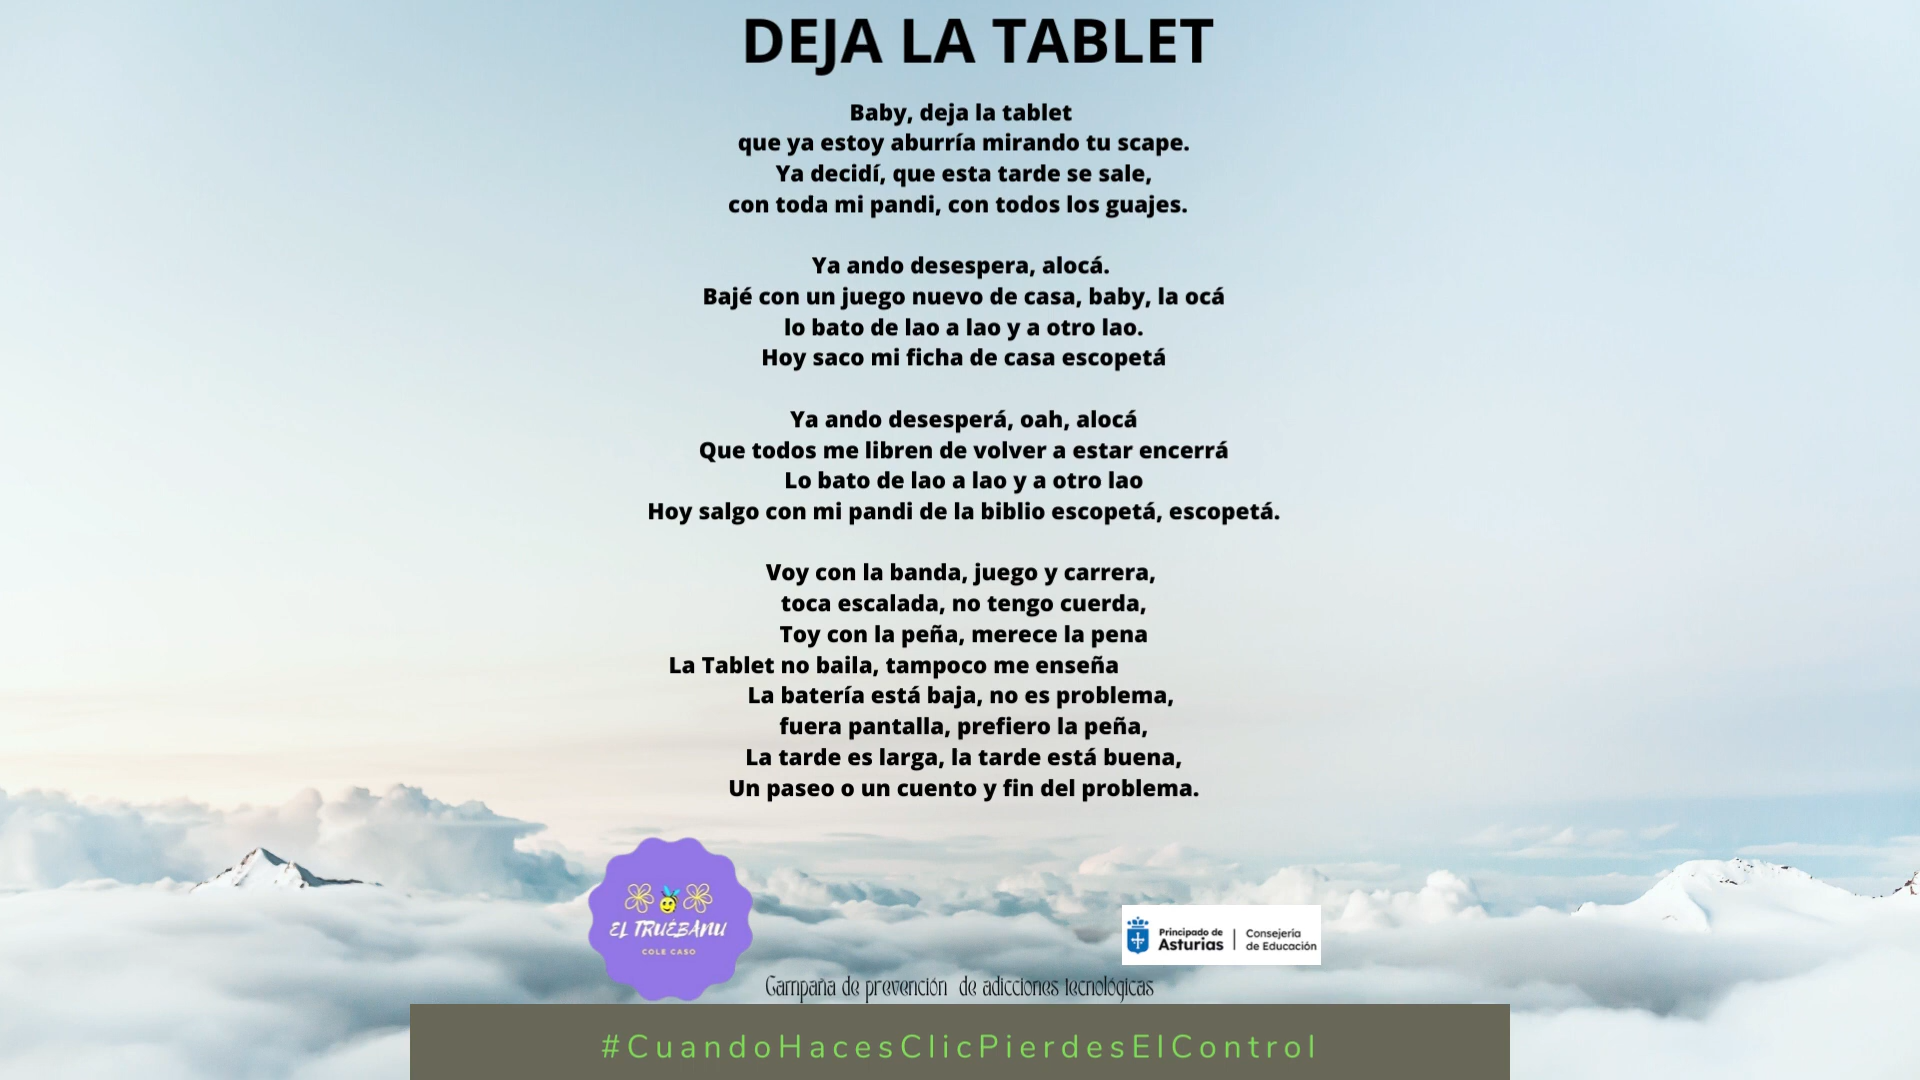 DEJA LA TABLET
Baby, deja la tablet
que ya estoy aburría mirando tu scape.
Ya decidí, que esta tarde se sale,
con toda mi pandi, con todos los guajes.
Ya ando desespera, alocá.
Bajé con un juego nuevo de casa, baby, la ocá
lo bato de lao a lao y a otro lao.
Hoy saco mi ficha de casa escopetá
Ya ando desesperá, oah, alocá
Que todos me libren de volver a estar encerrá
Lo bato de lao a lao y a otro lao
Hoy salgo con mi pandi de la biblio escopetá, escopetá.
Voy con la banda, juego y carrera,
toca escalada, no tengo cuerda,
Toy con la peña, merece la pena
La Tablet no baila, tampoco me enseña
La batería está baja, no es problema,
fuera pantalla, prefiero la peña,
La tarde es larga, la tarde está buena,
Un paseo o un cuento y fin del problema.
EL TRUÉBANU
COLE CASO
Principado de Asturias
Consejería de Educación
Campaña de prevención de adicciones tecnológicas
#CuandoHacesClicPierdesElControl